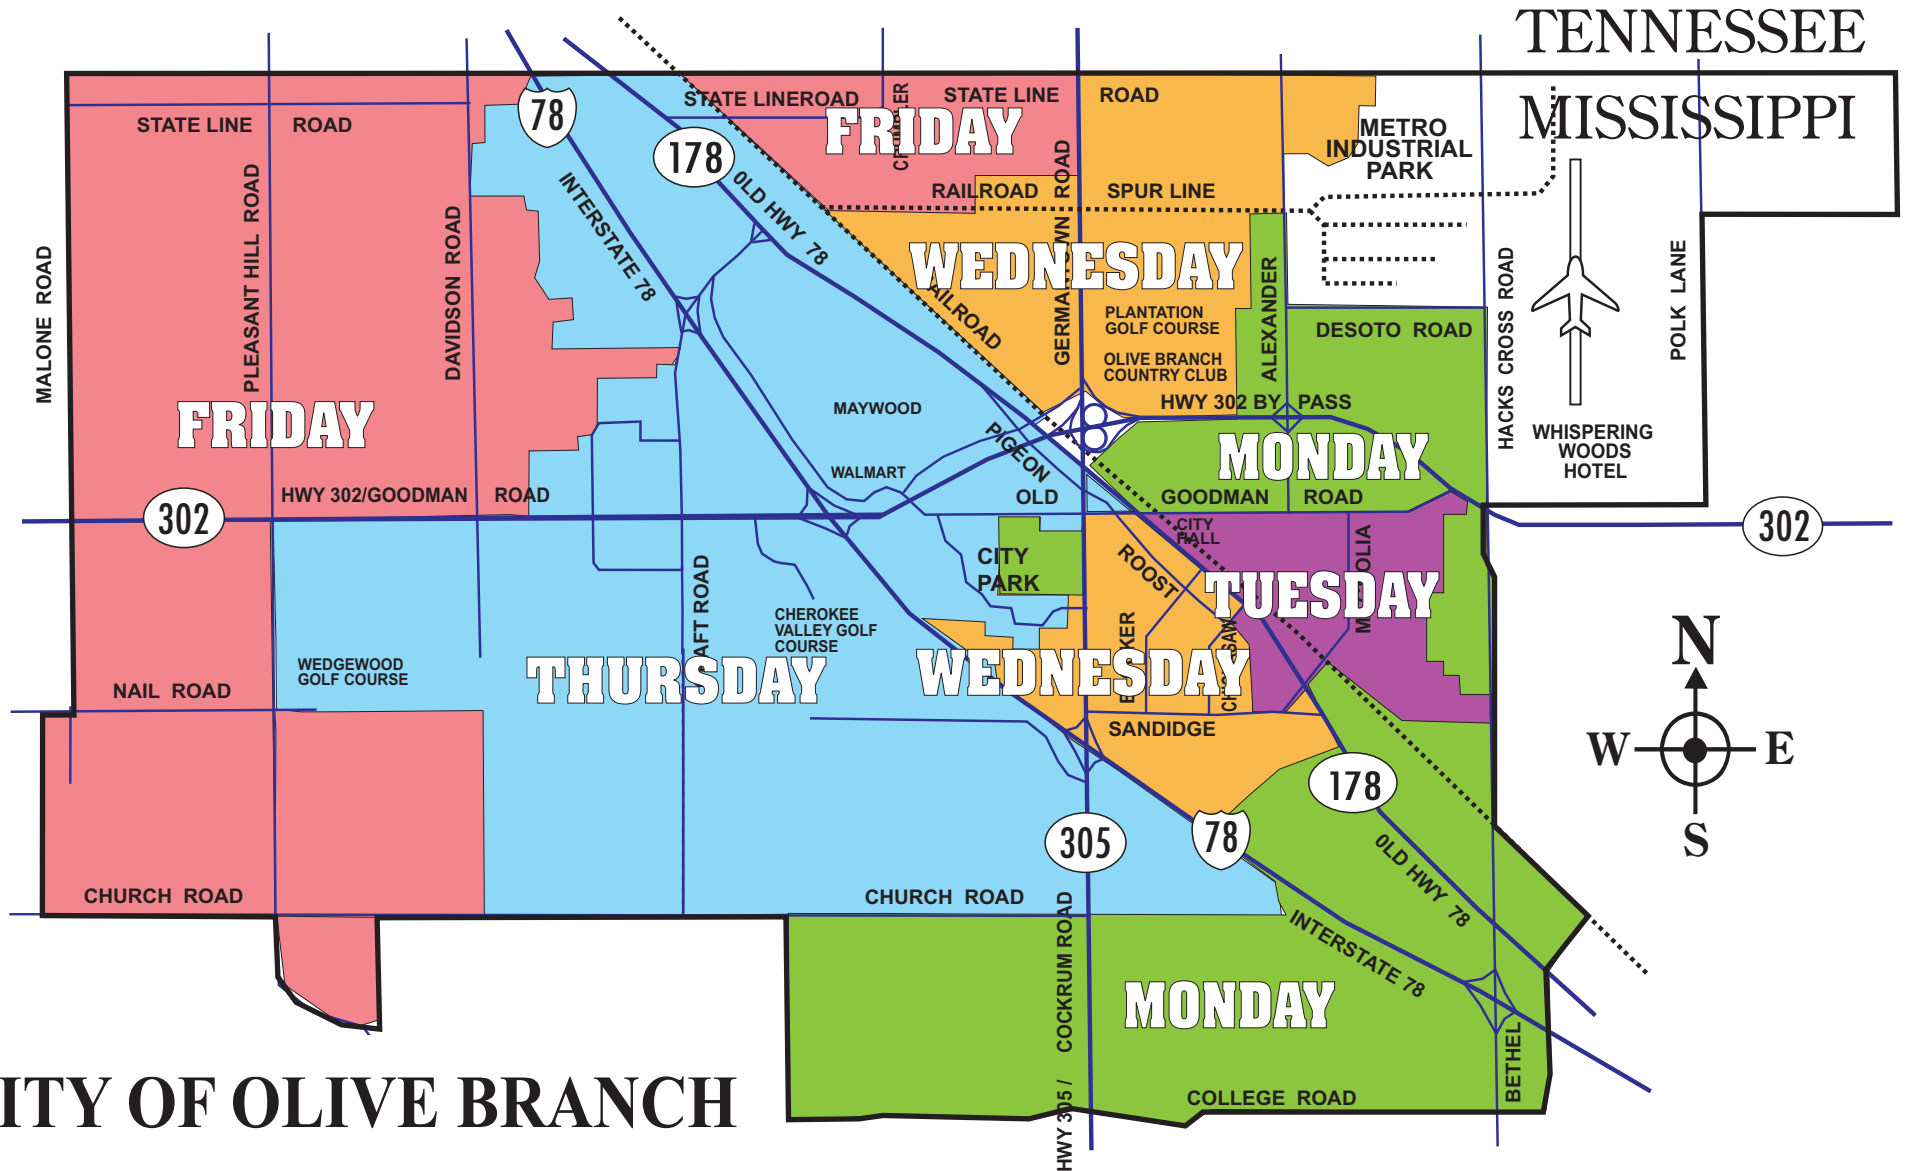 TENNESSEE
MISSISSIPPI
STATE LINE ROAD
STATE LINEROAD
STATE LINE ROAD
78
178
FRIDAY
METRO
INDUSTRIAL
PARK
RAILROAD SPUR LINE
MALONE ROAD
PLEASANT HILL ROAD
DAVIDSON ROAD
INTERSTATE 78
0LD HWY 78
WEDNESDAY
ROAD
ALEXANDER
PLANTATION
GOLF COURSE
OLIVE BRANCH
COUNTRY CLUB
DESOTO ROAD
HACKS CROSS ROAD
POLK LANE
HWY 302 BY PASS
FRIDAY
MAYWOOD
PIGEON
WALMART
MONDAY
WHISPERING
WOODS
HOTEL
HWY 302/GOODMAN ROAD
OLD GOODMAN ROAD
302
302
CITY
HALL
CITY
PARK
ROOST
TUESDAY
CHEROKEE
VALLEY GOLF
COURSE
WEDGEWOOD
GOLF COURSE
THURSDAY
WEDNESDAY
NAIL ROAD
SANDIDGE
N
W
E
S
178
305
78
CHURCH ROAD
CHURCH ROAD
0LD HWY 78
INTERSTATE 78
HWY 305 / COCKRUM ROAD
MONDAY
BETHEL
COLLEGE ROAD
ITY OF OLIVE BRANCH